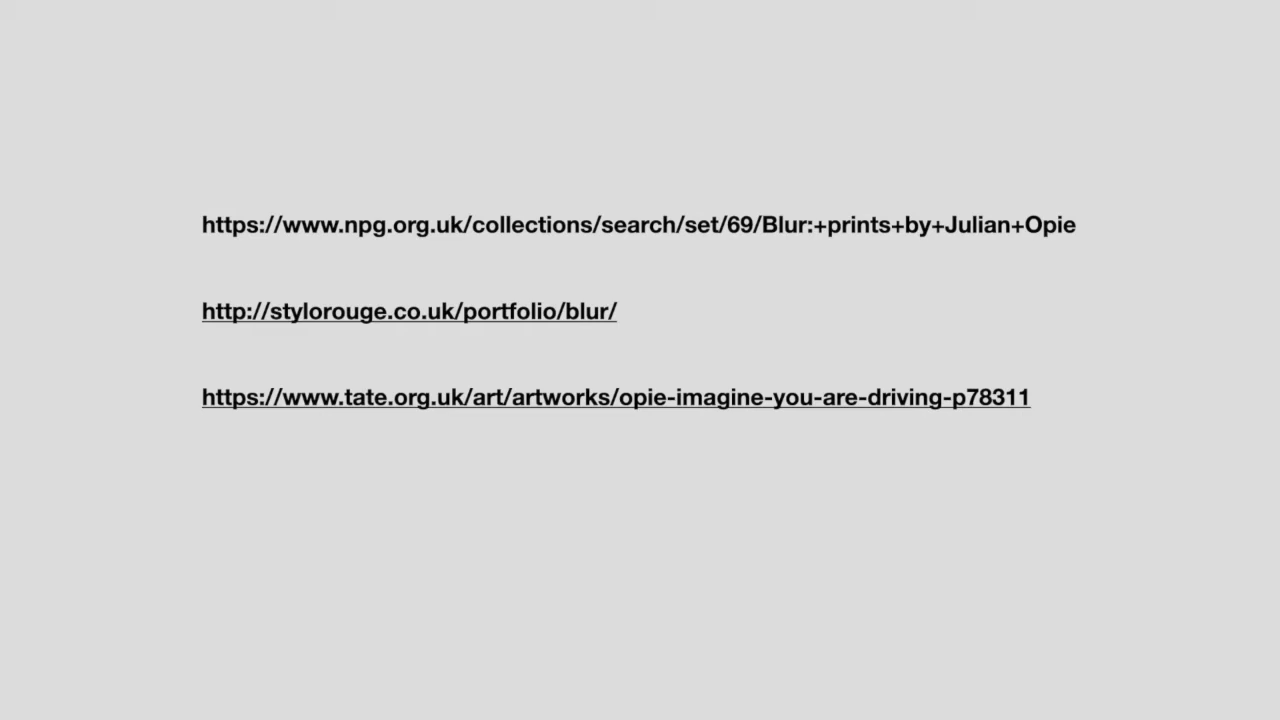 https://www.npg.org.uk/collections/search/set/69/Blur:+prints+by+Julian+Opie
http://stylorouge.co.uk/portfolio/blur/
https://www.tate.org.uk/art/artworks/opie-imagine-you-are-driving-p78311